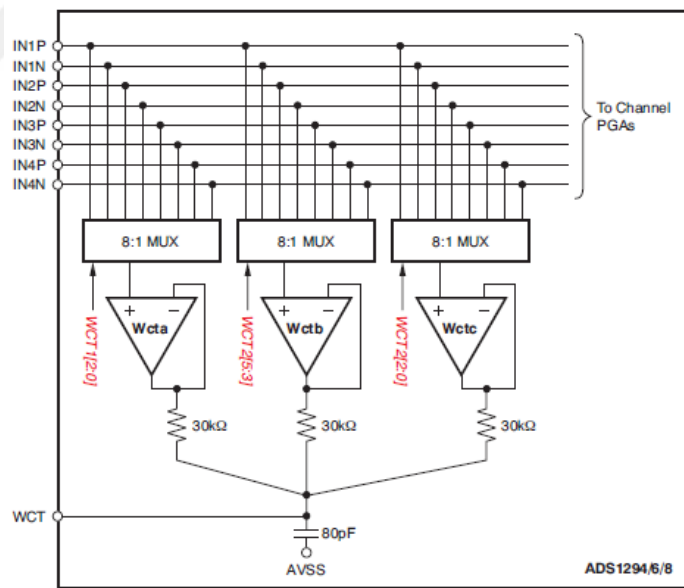 IN1P
IN1N
IN2P
IN2N
IN3P
IN3N
IN4P
IN4N
To Channel
PGAs
8:1 MUX
8:1 MUX
8:1 MUX
+ −
+ −
+ −
Wcta
Wctb
Wctc
WCT1[2:0]
WCT2[5:3]
WCT2[2:0]
30kΩ
30kΩ
30kΩ
WCT
80pF
AVSS
ADS1294/6/8